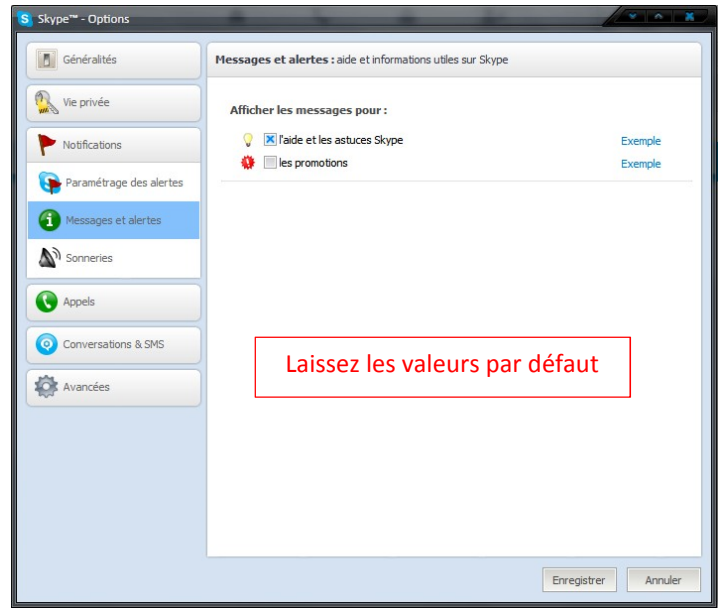 Skype™ - Options
Généralités
Vie privée
Notifications
Paramétrage des alertes
Messages et alertes
Sonneries
Appels
Conversations & SMS
Avancées
Messages et alertes : aide et informations utiles sur Skype
Afficher les messages pour :
l'aide et les astuces Skype Exemple
les promotions Exemple
Laissez les valeurs par défaut
Enregistrer Annuler